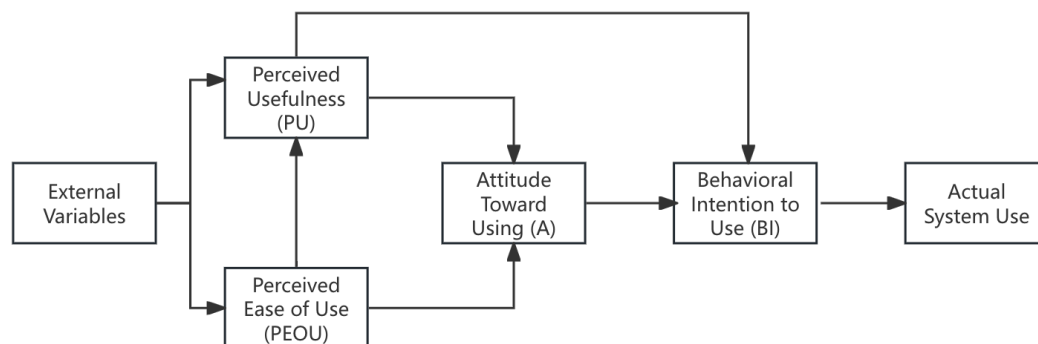 Perceived
Usefulness
(PU)
External
Variables
Attitude
Toward
Using (A)
Behavioral
Intention to
Use (BI)
Actual
System Use
Perceived
Ease of Use
(PEOU)